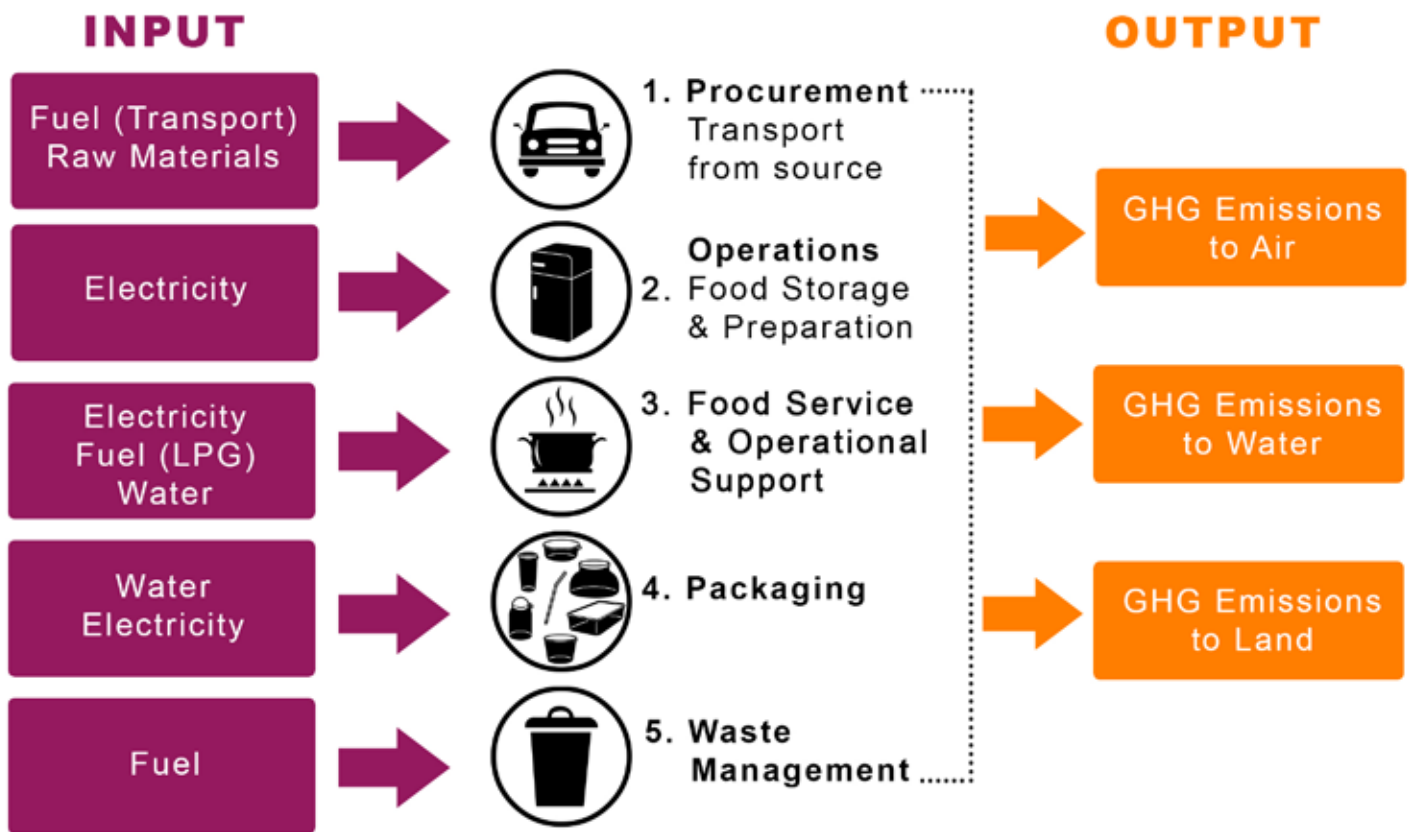 INPUT
OUTPUT
Fuel (Transport)
Raw Materials
1. Procurement
Transport
from source
Electricity
Operations
2. Food Storage
& Preparation
Electricity
Fuel (LPG)
Water
3. Food Service
& Operational
Support
Water
Electricity
4. Packaging
Fuel
5. Waste
Management
GHG Emissions
to Air
GHG Emissions
to Water
GHG Emissions
to Land